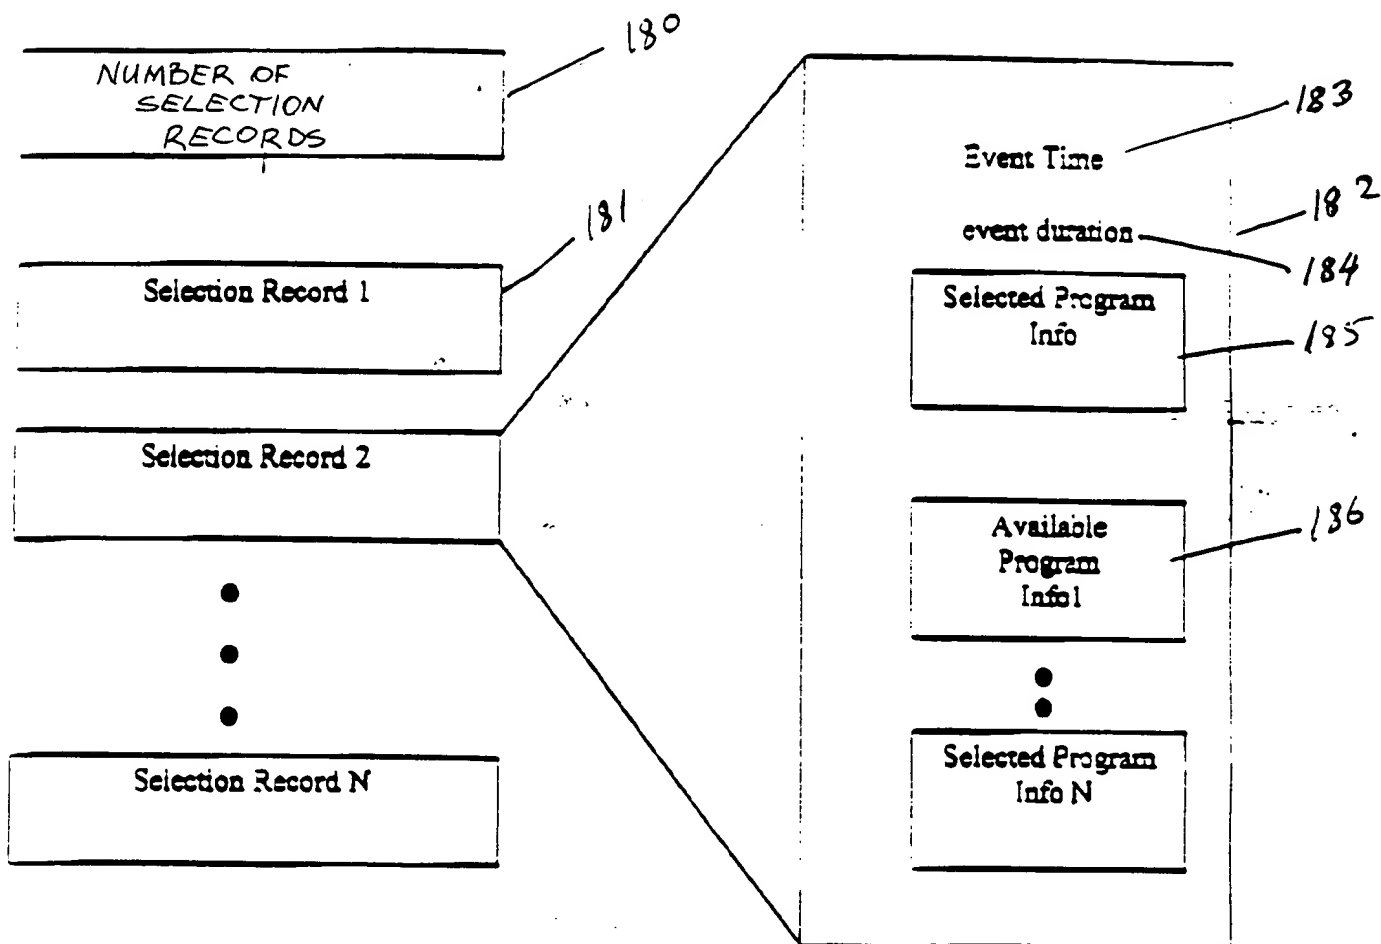 180
NUMBER OF
SELECTION
RECORDS
181
Selection Record 1
Selection Record 2
Selection Record N
183
Event Time
182
event duration
184
Selected Program
Info
185
Available
Program
Info1
186
Selected Program
Info N